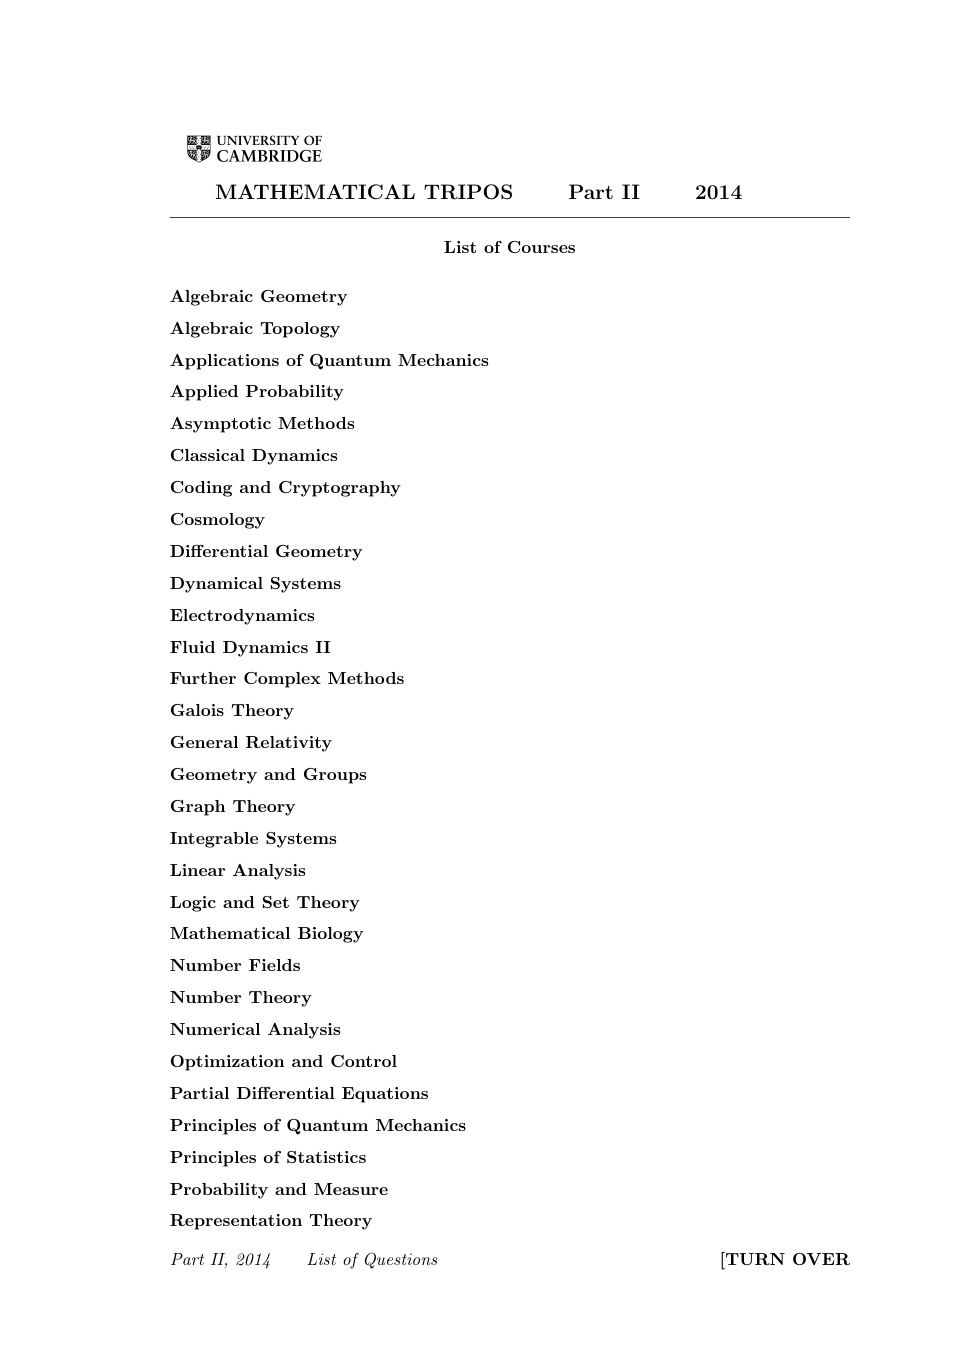 UNIVERSITY OF
CAMBRIDGE
MATHEMATICAL TRIPOS Part II 2014
List of Courses
Algebraic Geometry
Algebraic Topology
Applications of Quantum Mechanics
Applied Probability
Asymptotic Methods
Classical Dynamics
Coding and Cryptography
Cosmology
Differential Geometry
Dynamical Systems
Electrodynamics
Fluid Dynamics II
Further Complex Methods
Galois Theory
General Relativity
Geometry and Groups
Graph Theory
Integrable Systems
Linear Analysis
Logic and Set Theory
Mathematical Biology
Number Fields
Number Theory
Numerical Analysis
Optimization and Control
Partial Differential Equations
Principles of Quantum Mechanics
Principles of Statistics
Probability and Measure
Representation Theory
Part II, 2014 List of Questions [TURN OVER